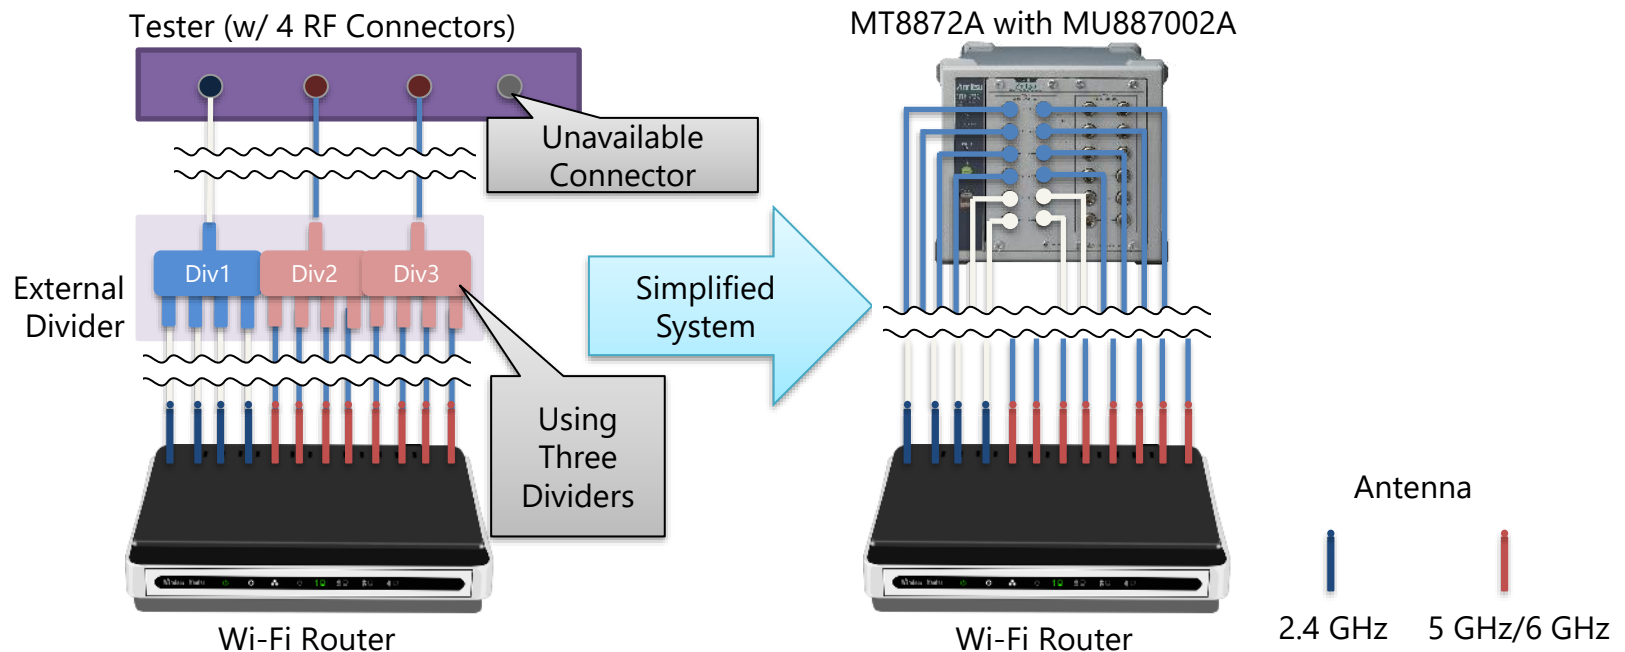 Tester (w/ 4 RF Connectors)
MT8872A with MU887002A
Anritsu
Unavailable
Connector
Div1
Div2
Div3
External
Divider
Simplified
System
Using
Three
Dividers
Antenna
Wi-Fi Router
Wi-Fi Router
2.4 GHz
5 GHz/6 GHz